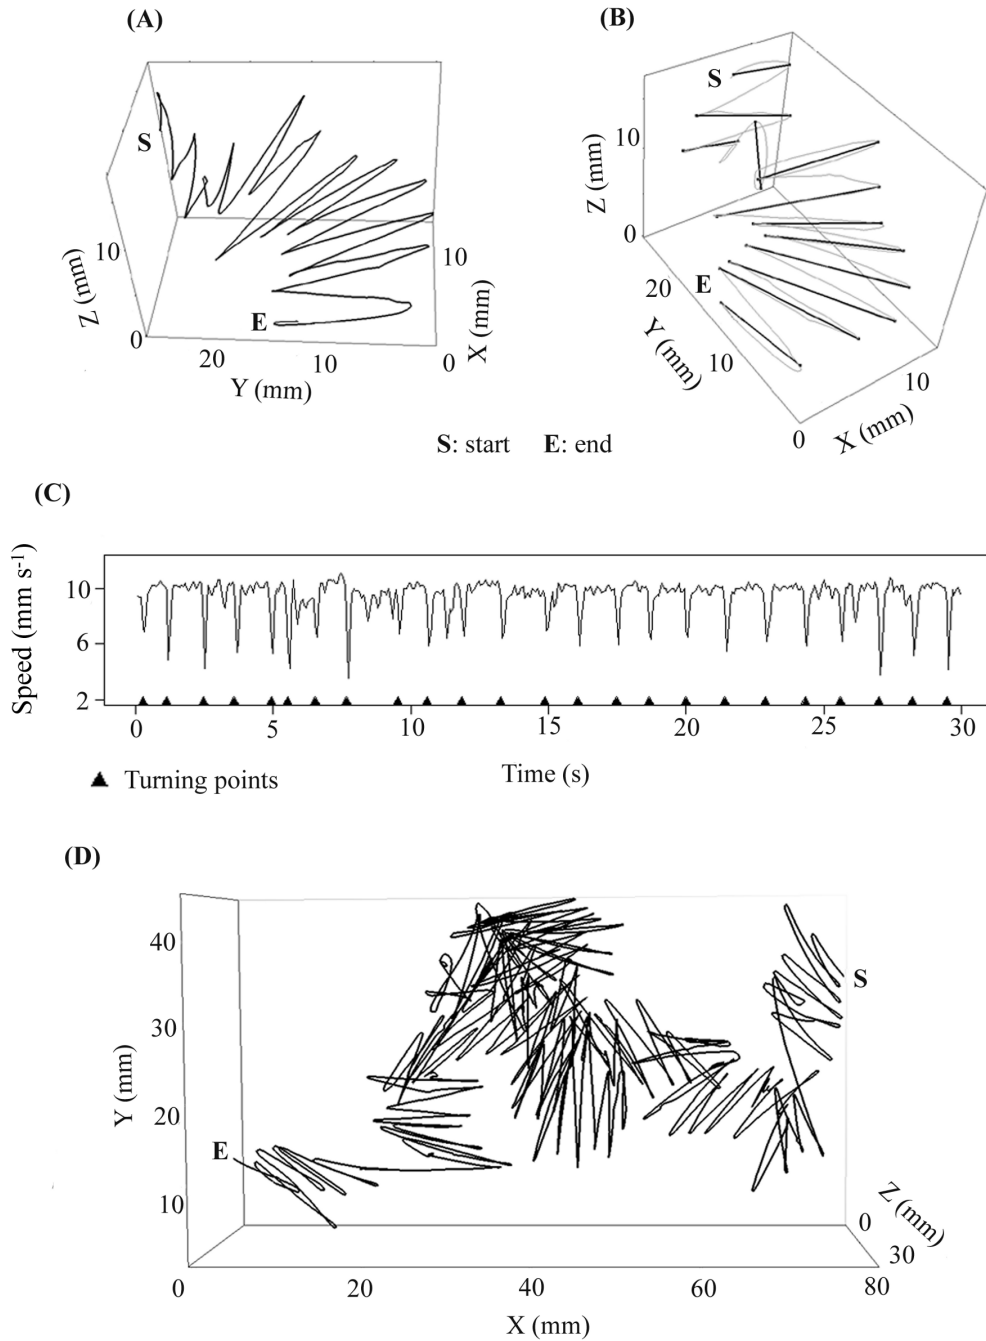 (A)
S
E
Z (mm)
10
0
20
10
Y (mm)
10
0
X (mm)
(B)
S
E
Z (mm)
10
0
20
10
Y (mm)
0
10
X (mm)
S: start E: end
(C)
Speed (mm s-1)
10
6
2
0 5 10 15 20 25 30
▲ Turning points
Time (s)
(D)
S
E
Y (mm)
40
30
20
10
0 20 40 60 80
X (mm)
0
30
Z (mm)